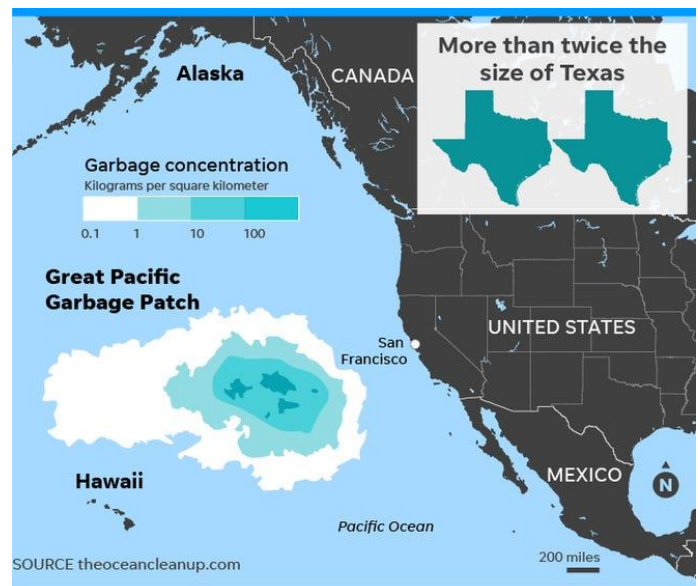 More than twice the
size of Texas
Alaska
CANADA
Garbage concentration
Kilograms per square kilometer
0.1 1 10 100
Great Pacific
Garbage Patch
San
Francisco
UNITED STATES
Hawaii
MEXICO
N
Pacific Ocean
200 miles
SOURCE theoceancleanup.com